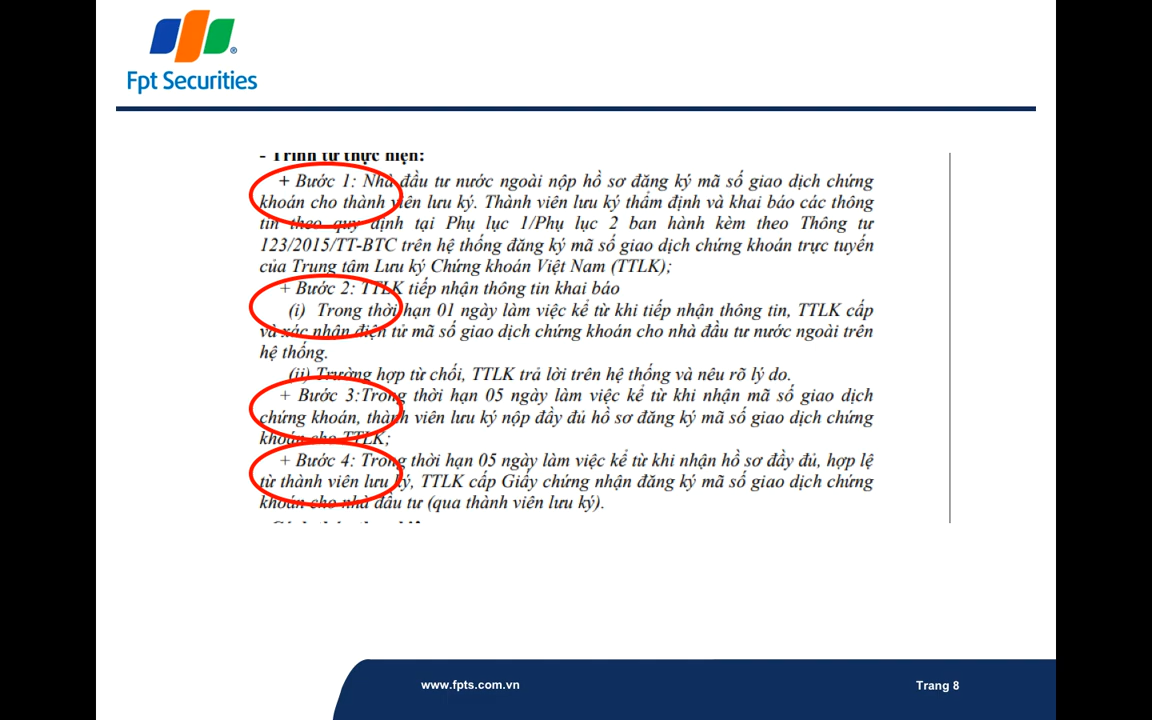 Fpt Securities
- Trình tự thực hiện:
+ Bước 1: Nhà đầu tư nước ngoài nộp hồ sơ đăng ký mã số giao dịch chứng
khoán cho thành viên lưu ký. Thành viên lưu ký thẩm định và khai báo các thông
tin theo quy định tại Phụ lục 1/Phụ lục 2 ban hành kèm theo Thông tư
123/2015/TT-BTC trên hệ thống đăng ký mã số giao dịch chứng khoán trực tuyến
của Trung tâm Lưu ký Chứng khoán Việt Nam (TTLK);
+ Bước 2: TTLK tiếp nhận thông tin khai báo
(i) Trong thời hạn 01 ngày làm việc kể từ khi tiếp nhận thông tin, TTLK cấp
và xác nhận điện tử mã số giao dịch chứng khoán cho nhà đầu tư nước ngoài trên
hệ thống.
(ii) Trường hợp từ chối, TTLK trả lời trên hệ thống và nêu rõ lý do.
+ Bước 3:Trong thời hạn 05 ngày làm việc kể từ khi nhận mã số giao dịch
chứng khoán, thành viên lưu ký nộp đầy đủ hồ sơ đăng ký mã số giao dịch chứng
khoán cho TTLK;
+ Bước 4: Trong thời hạn 05 ngày làm việc kể từ khi nhận hồ sơ đầy đủ, hợp lệ
từ thành viên lưu ký, TTLK cấp Giấy chứng nhận đăng ký mã số giao dịch chứng
khoán cho nhà đầu tư (qua thành viên lưu ký).
www.fpts.com.vn
Trang 8